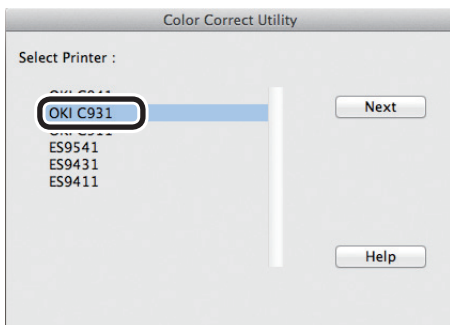 Color Correct Utility
Select Printer :
OKI C931
Next
ES9541
ES9431
ES9411
Help